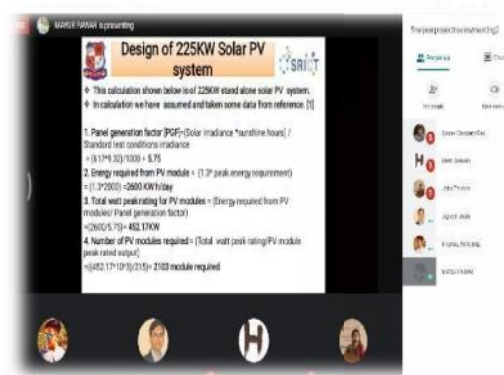 MAYUR PAWAR is presenting
Design of 225KW Solar PV
system
SRICT
❖ This calculation shown below is of 225KW stand alone solar PV system.
❖ In calculation we have assumed and taken some data from reference. [1]
1. Panel generation factor [PGF]=(Solar irradiance *sunshine hours] /
Standard test conditions irradiance
= (617*9.32)/1000 = 5.75
2. Energy required from PV module = (1.3* peak energy requirement)
= (1.3*2000) =2600 KWh/day
3. Total watt peak rating for PV modules = (Energy required from PV
modules/ Panel generation factor)
=(2600/5.75)= 452.17KW
4. Number of PV modules required = (Total watt peak rating/PV module
peak rated output)
=((452.17*10^3)/215)= 2103 module required
H
H